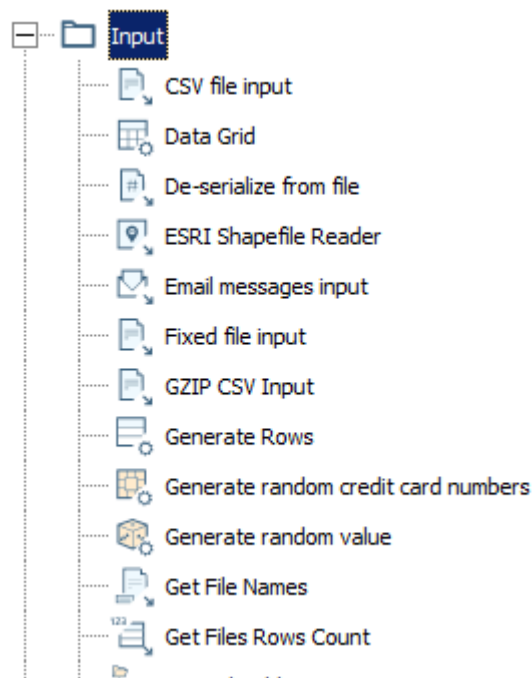 Input
CSV file input
Data Grid
De-serialize from file
ESRI Shapefile Reader
Email messages input
Fixed file input
GZIP CSV Input
Generate Rows
Generate random credit card numbers
Generate random value
Get File Names
123
Get Files Rows Count